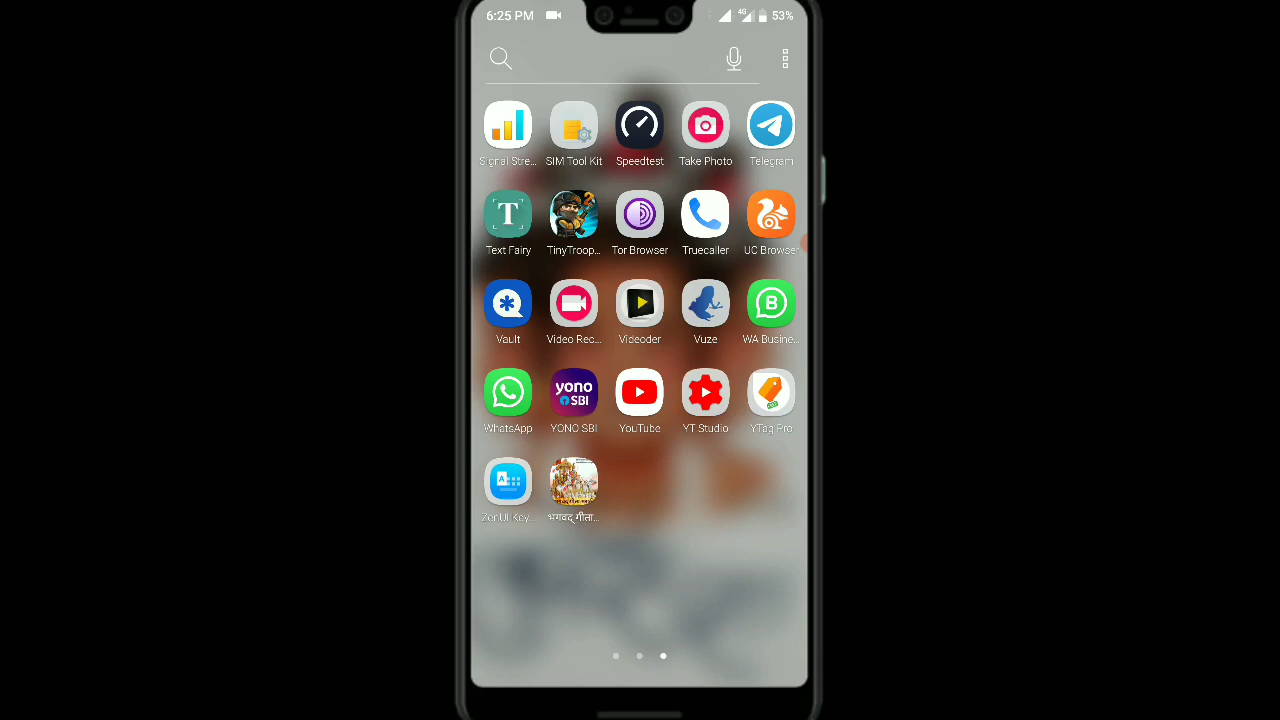 6:25 PM 4G 53%
Signal Stre... SIM Tool Kit Speedtest Take Photo Telegram
T
Text Fairy TinyTroop... Tor Browser Truecaller UC Browser
Vault Video Rec... Videoder Vuze WA Busine...
yono
SBI
WhatsApp YONO SBI YouTube YT Studio YTag Pro
A
ZenUI Key... भगवद् गीता...